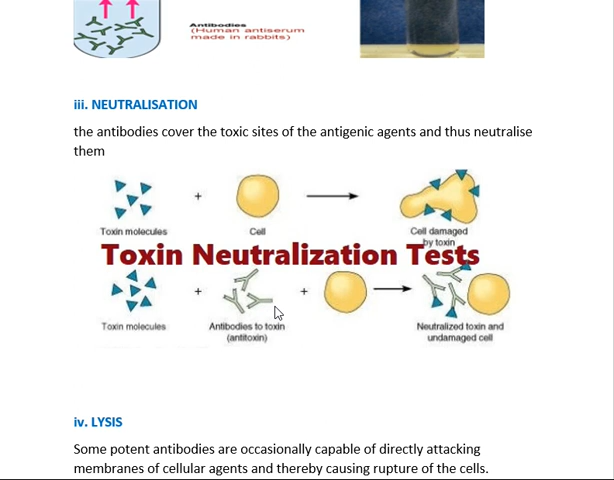 Antibodies
(Human antiserum
made in rabbits)
iii. NEUTRALISATION
the antibodies cover the toxic sites of the antigenic agents and thus neutralise
them
+
Toxin molecules
Cell
Cell damaged
by toxin
Toxin Neutralization Tests
+
+
Toxin molecules
Antibodies to toxin
(antitoxin)
Neutralized toxin and
undamaged cell
iv. LYSIS
Some potent antibodies are occasionally capable of directly attacking
membranes of cellular agents and thereby causing rupture of the cells.